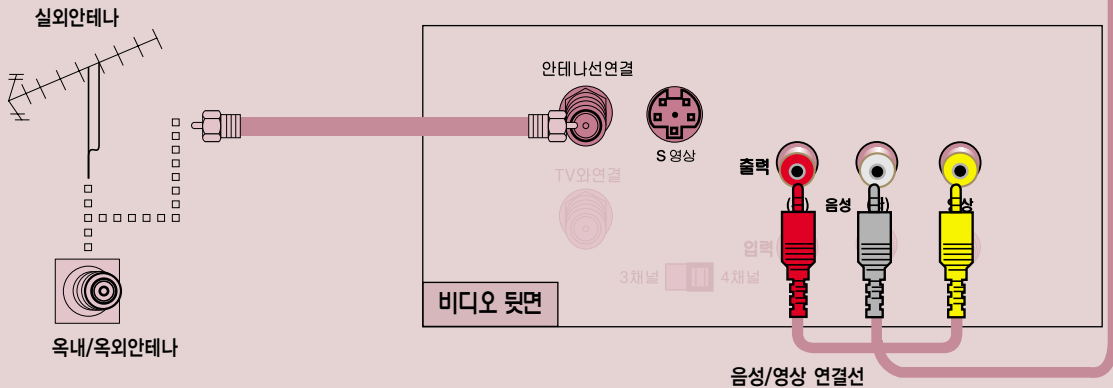 실외안테나
안테나선연결
S 영상
출력
음성
TV와연결
입력
3채널
4채널
비디오 뒷면
옥내/옥외안테나
음성/영상 연결선